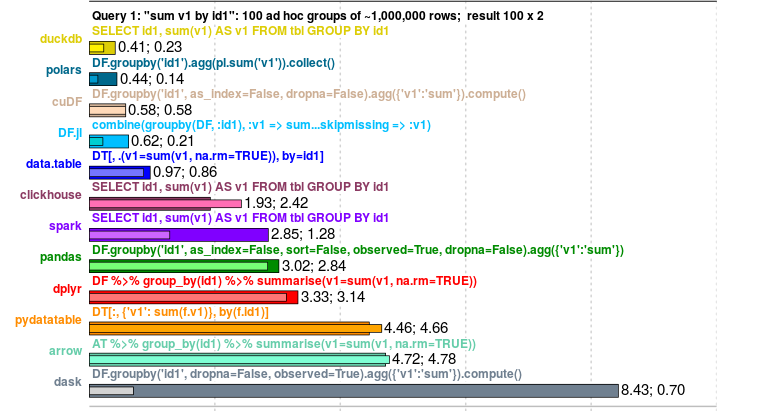 Query 1: "sum v1 by id1": 100 ad hoc groups of ~1,000,000 rows; result 100 x 2
SELECT id1, sum(v1) AS v1 FROM tbl GROUP BY id1
duckdb 0.41; 0.23
DF.groupby('id1').agg(pl.sum('v1')).collect()
polars 0.44; 0.14
DF.groupby('id1', as_index=False, dropna=False).agg({'v1':'sum'}).compute()
cuDF 0.58; 0.58
combine(groupby(DF, :id1), :v1 => sum...skipmissing => :v1)
DF.jl 0.62; 0.21
DT[, .(v1=sum(v1, na.rm=TRUE)), by=id1]
data.table 0.97; 0.86
SELECT id1, sum(v1) AS v1 FROM tbl GROUP BY id1
clickhouse 1.93; 2.42
SELECT id1, sum(v1) AS v1 FROM tbl GROUP BY id1
spark 2.85; 1.28
DF.groupby('id1', as_index=False, sort=False, observed=True, dropna=False).agg({'v1':'sum'})
pandas 3.02; 2.84
DF %>% group_by(id1) %>% summarise(v1=sum(v1, na.rm=TRUE))
dplyr 3.33; 3.14
DT[:, {'v1': sum(f.v1)}, by(f.id1)]
pydatatable 4.46; 4.66
AT %>% group_by(id1) %>% summarise(v1=sum(v1, na.rm=TRUE))
arrow 4.72; 4.78
DF.groupby('id1', dropna=False, observed=True).agg({'v1':'sum'}).compute()
dask 8.43; 0.70